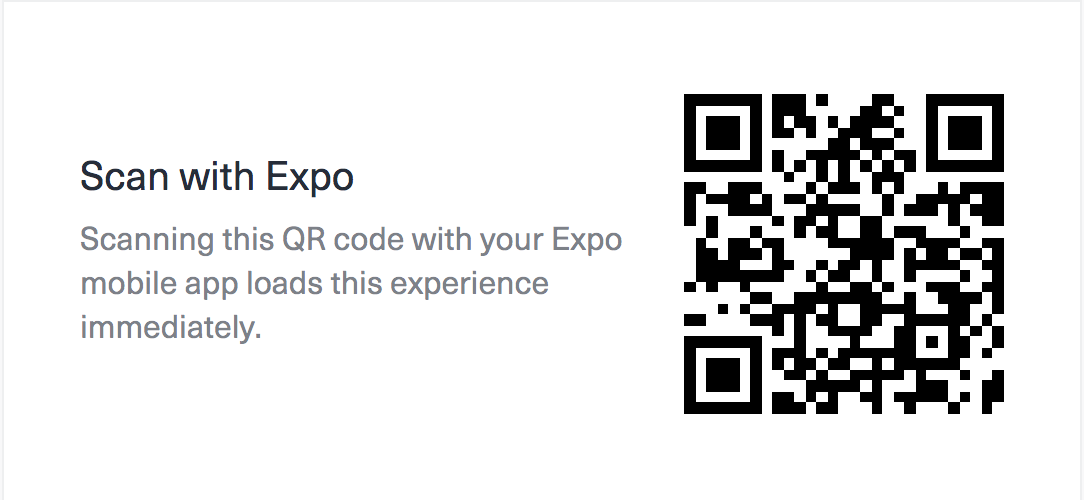 Scan with Expo
Scanning this QR code with your Expo
mobile app loads this experience
immediately.